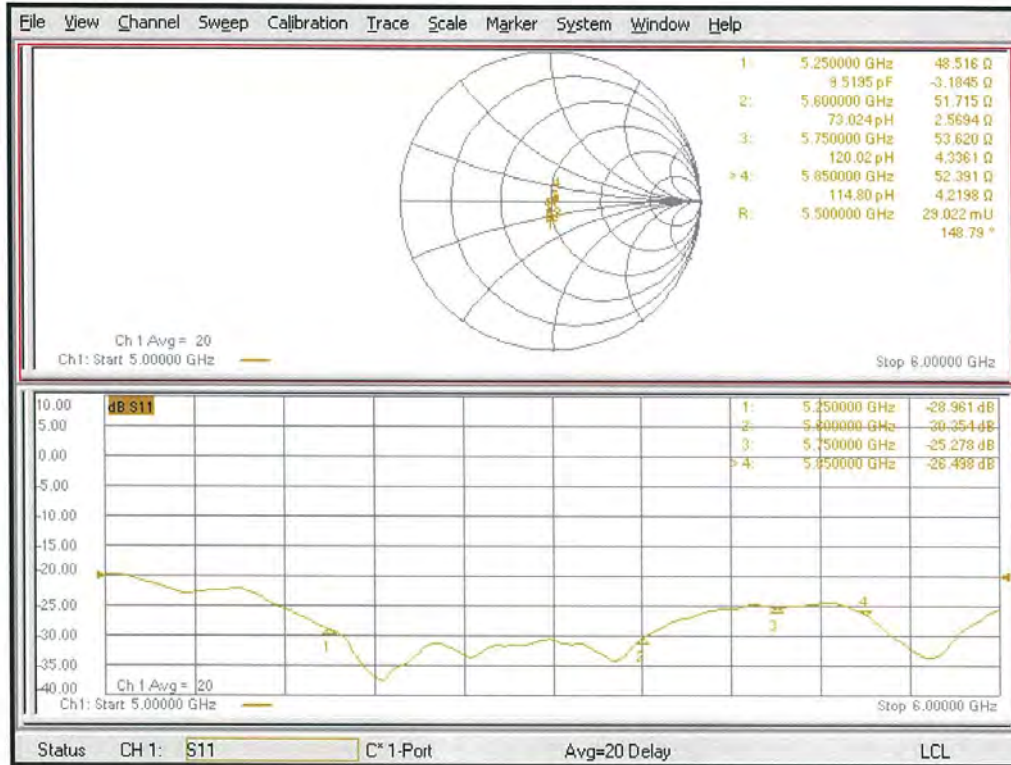 File View Channel Sweep Calibration Trace Scale Marker System Window Help
1: 5.250000 GHz 48.516 Ω
9.5195 pF -3.1845 Ω
2: 5.600000 GHz 51.715 Ω
73.024 pH 2.5694 Ω
3: 5.750000 GHz 53.620 Ω
120.02 pH 4.3361 Ω
> 4: 5.850000 GHz 52.391 Ω
114.80 pH 4.2198 Ω
R: 5.500000 GHz 29.022 mU
148.79 °
Ch 1 Avg = 20
Ch1: Start 5.00000 GHz
Stop 6.00000 GHz
10.00
5.00
0.00
-5.00
-10.00
-15.00
-20.00
-25.00
-30.00
-35.00
-40.00
dB S11
1: 5.250000 GHz -28.961 dB
2: 5.600000 GHz -30.354 dB
3: 5.750000 GHz -25.278 dB
> 4: 5.850000 GHz -26.498 dB
1
2
3
4
Ch 1 Avg = 20
Ch1: Start 5.00000 GHz
Stop 6.00000 GHz
Status CH 1: S11 C* 1-Port Avg=20 Delay LCL